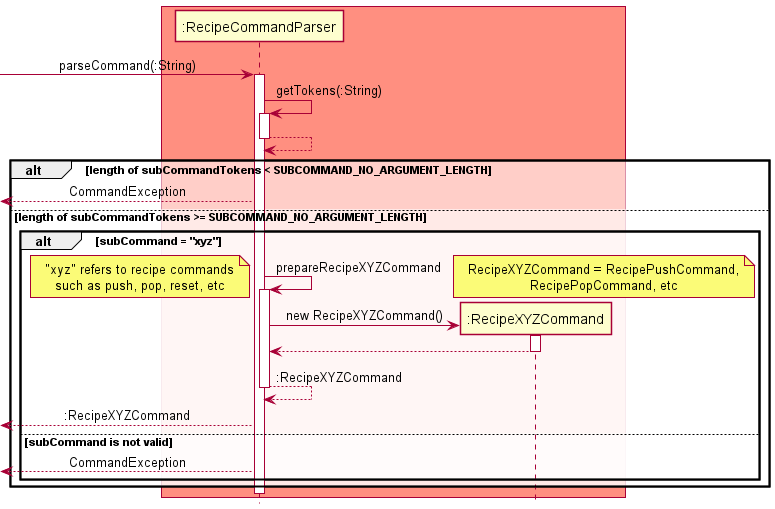 :RecipeCommandParser
parseCommand(:String)
getTokens(:String)
alt [length of subCommandTokens < SUBCOMMAND_NO_ARGUMENT_LENGTH]
CommandException
[length of subCommandTokens >= SUBCOMMAND_NO_ARGUMENT_LENGTH]
alt [subCommand = "xyz"]
"xyz" refers to recipe commands
such as push, pop, reset, etc
prepareRecipeXYZCommand
RecipeXYZCommand = RecipePushCommand,
RecipePopCommand, etc
new RecipeXYZCommand()
:RecipeXYZCommand
:RecipeXYZCommand
:RecipeXYZCommand
[subCommand is not valid]
CommandException